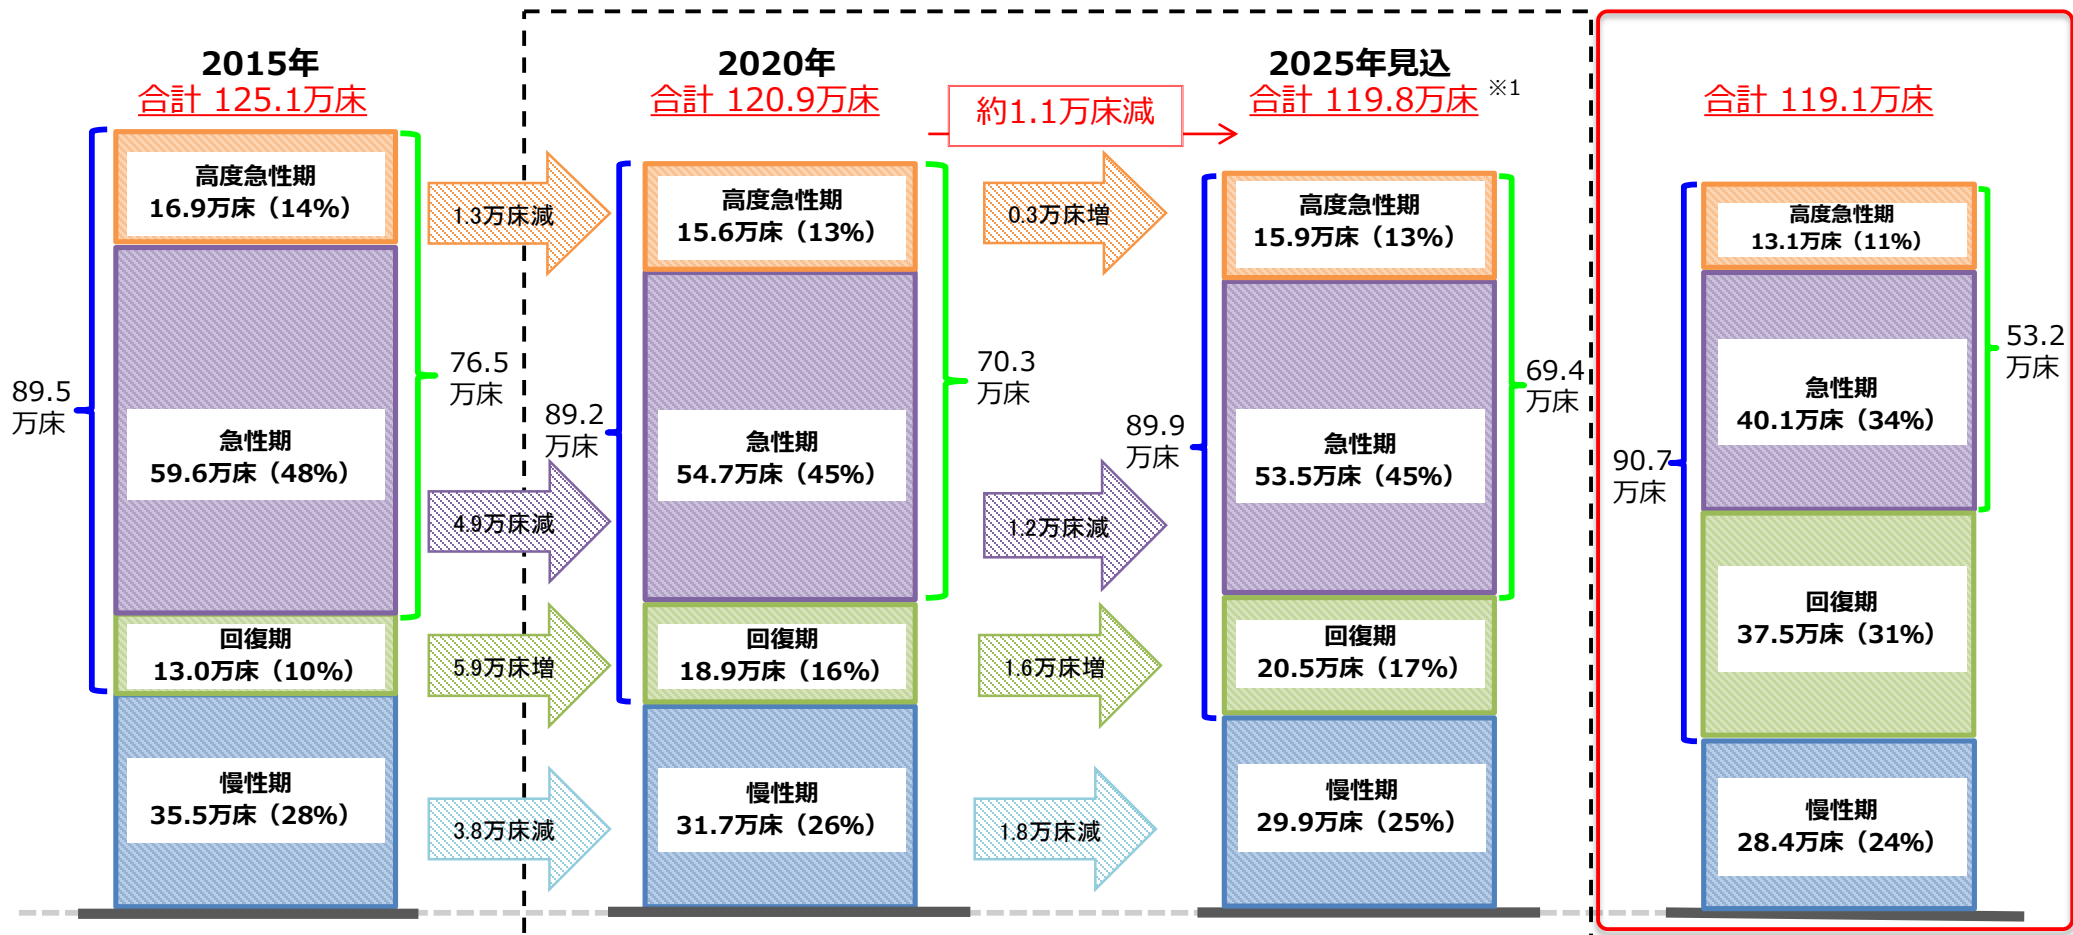 2015年
合計 125.1万床
高度急性期
16.9万床（14%）
急性期
59.6万床（48%）
回復期
13.0万床（10%）
慢性期
35.5万床（28%）
89.5
万床
76.5
万床
1.3万床減
4.9万床減
5.9万床増
3.8万床減
2020年
合計 120.9万床
高度急性期
15.6万床（13%）
急性期
54.7万床（45%）
回復期
18.9万床（16%）
慢性期
31.7万床（26%）
89.2
万床
70.3
万床
約1.1万床減
0.3万床増
1.2万床減
1.6万床増
1.8万床減
2025年見込
合計 119.8万床 ※1
高度急性期
15.9万床（13%）
急性期
53.5万床（45%）
回復期
20.5万床（17%）
慢性期
29.9万床（25%）
89.9
万床
69.4
万床
合計 119.1万床
高度急性期
13.1万床（11%）
急性期
40.1万床（34%）
回復期
37.5万床（31%）
慢性期
28.4万床（24%）
90.7
万床
53.2
万床